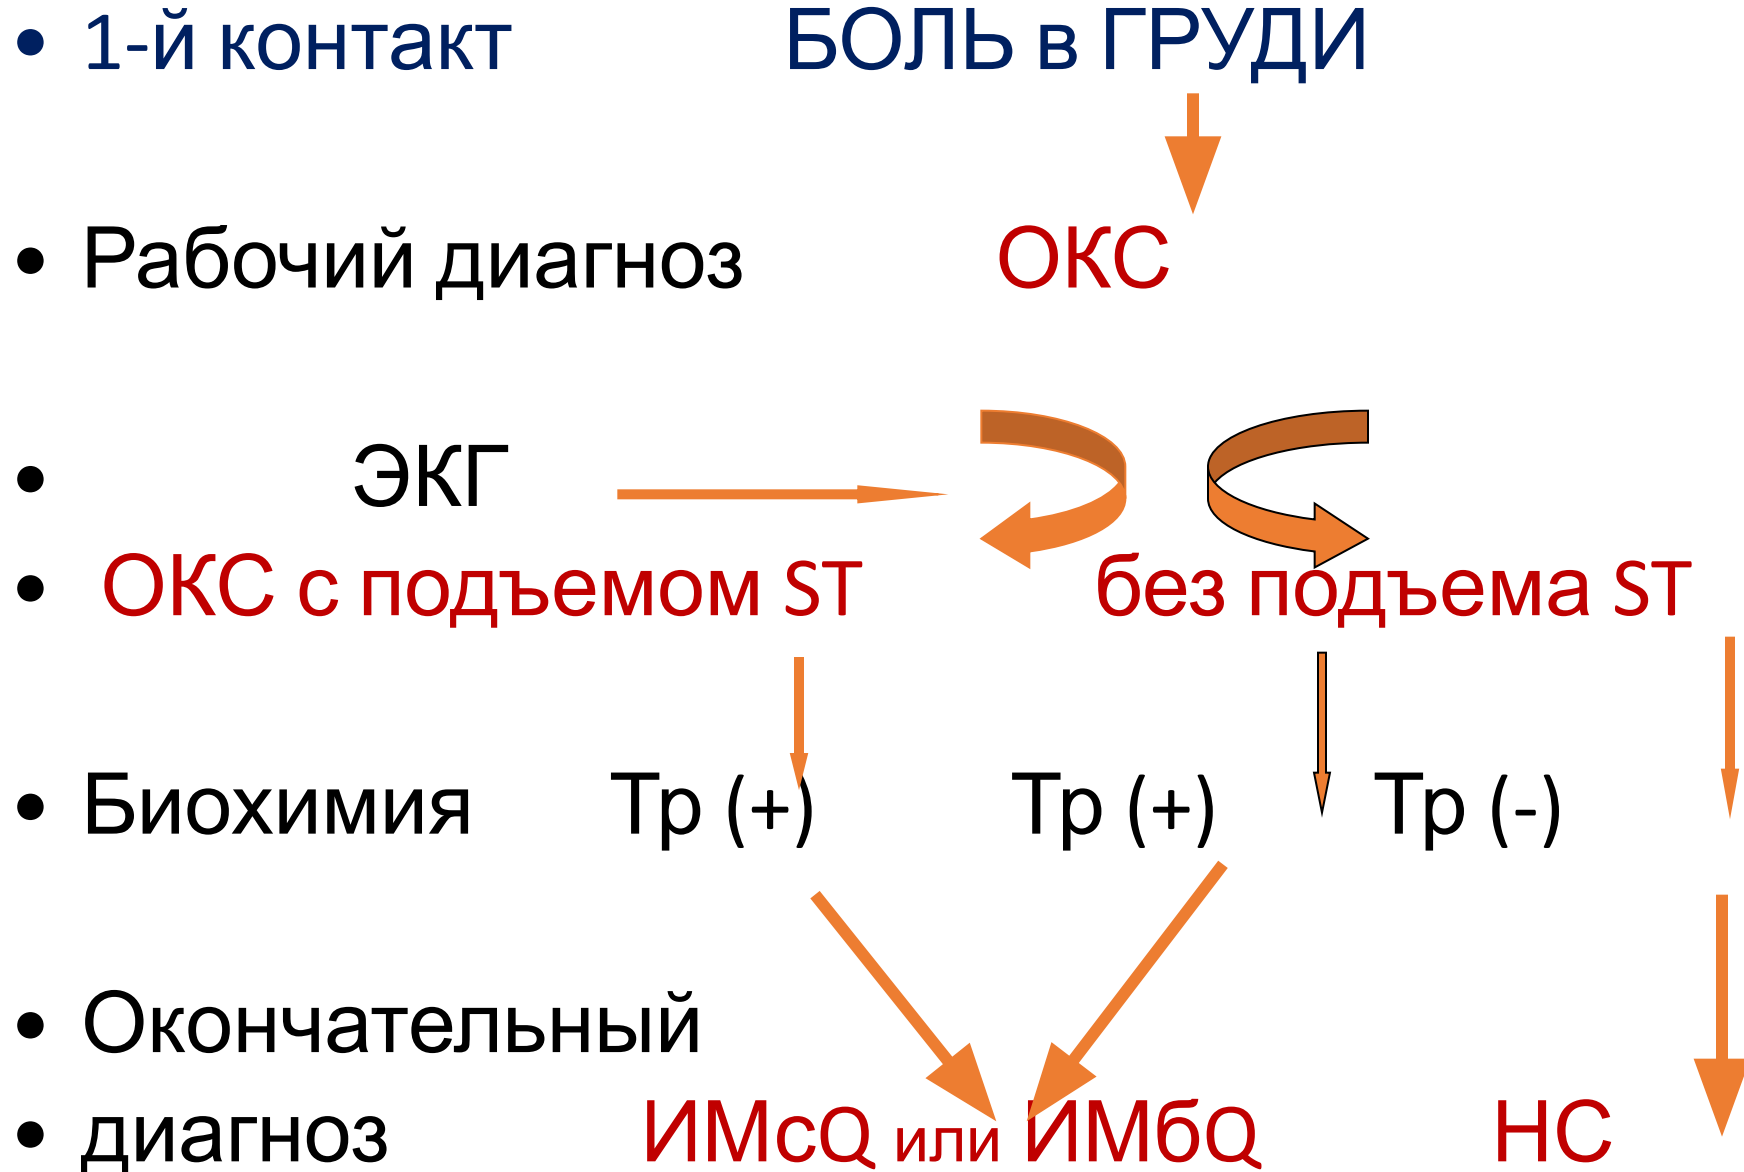 • 1-й контакт БОЛЬ в ГРУДИ
• Рабочий диагноз ОКС
• ЭКГ
• ОКС с подъемом ST без подъема ST
• Биохимия Тр (+) Тр (+) Тр (-)
• Окончательный
• диагноз ИМсQ или ИМбQ НС